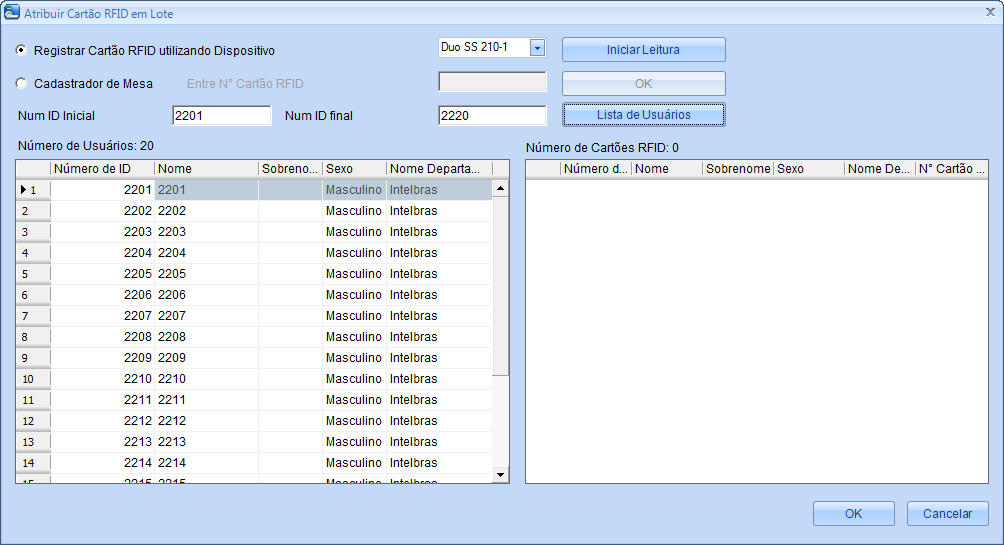 Atribuir Cartão RFID em Lote
Registrar Cartão RFID utilizando Dispositivo Duo SS 210-1 Iniciar Leitura
Cadastrador de Mesa Entre N° Cartão RFID OK
Num ID Inicial 2201 Num ID final 2220 Lista de Usuários
Número de Usuários: 20 Número de Cartões RFID: 0
Número de ID Nome Sobreno... Sexo Nome Departa... Número d... Nome Sobrenome Sexo Nome De... N° Cartão ...
1 2201 2201 Masculino Intelbras
2 2202 2202 Masculino Intelbras
3 2203 2203 Masculino Intelbras
4 2204 2204 Masculino Intelbras
5 2205 2205 Masculino Intelbras
6 2206 2206 Masculino Intelbras
7 2207 2207 Masculino Intelbras
8 2208 2208 Masculino Intelbras
9 2209 2209 Masculino Intelbras
10 2210 2210 Masculino Intelbras
11 2211 2211 Masculino Intelbras
12 2212 2212 Masculino Intelbras
13 2213 2213 Masculino Intelbras
14 2214 2214 Masculino Intelbras
15 2215 2215 Masculino Intelbras
OK Cancelar